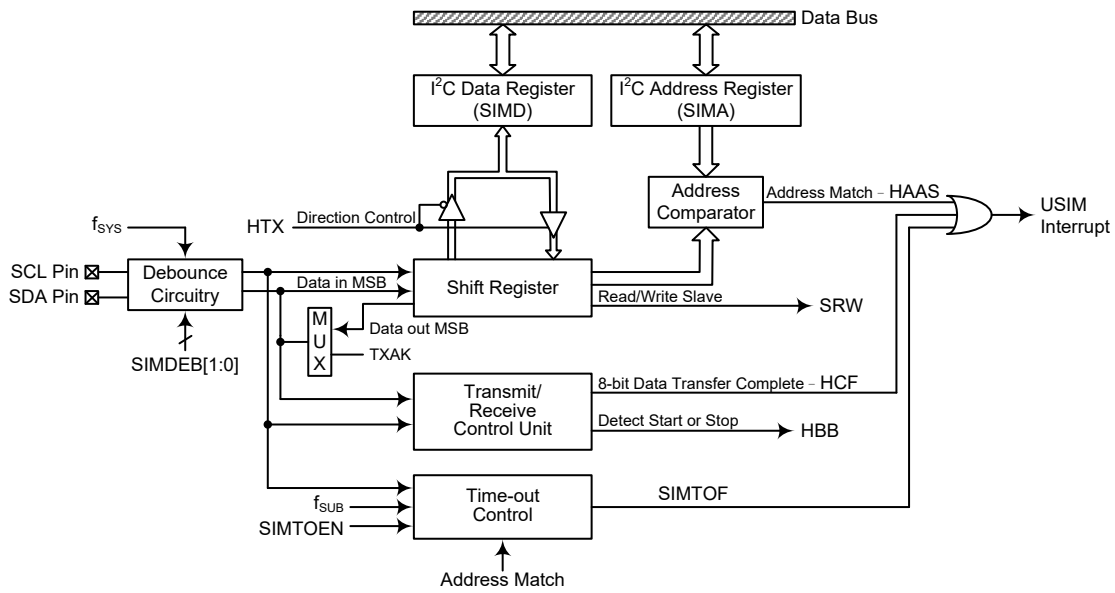 Data Bus
I²C Data Register
(SIMD)
I²C Address Register
(SIMA)
Address
Comparator
Address Match - HAAS
USIM
Interrupt
HTX
Direction Control
fSYS
SCL Pin
SDA Pin
Debounce
Circuitry
SIMDEB[1:0]
Data in MSB
Shift Register
Read/Write Slave
SRW
M
U
X
Data out MSB
TXAK
Transmit/
Receive
Control Unit
8-bit Data Transfer Complete - HCF
Detect Start or Stop
HBB
fSUB
SIMTOEN
Time-out
Control
SIMTOF
Address Match